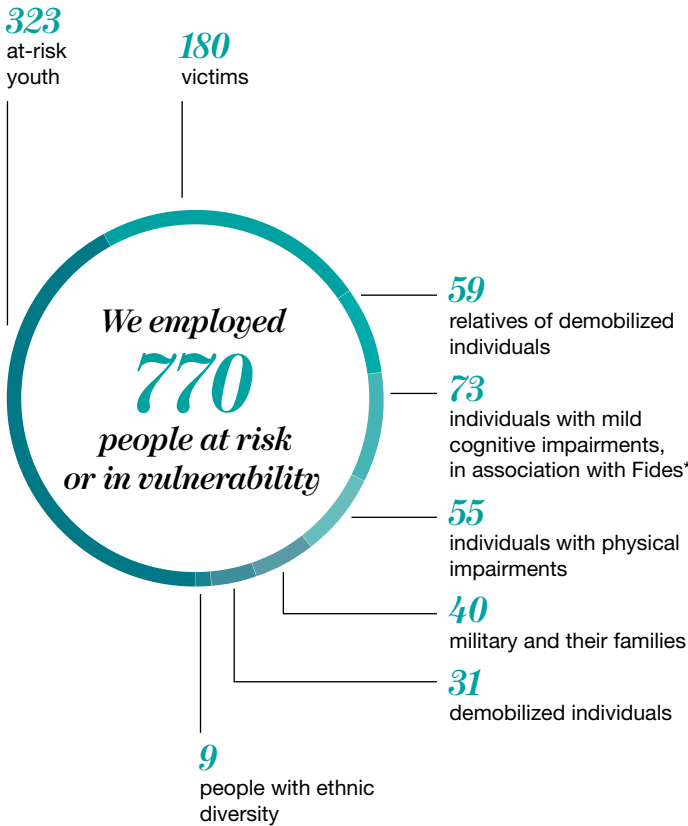 323
at-risk
youth
180
victims
We employed
770
people at risk
or in vulnerability
59
relatives of demobilized
individuals
73
individuals with mild
cognitive impairments,
in association with Fides*
55
individuals with physical
impairments
40
military and their families
31
demobilized individuals
9
people with ethnic
diversity